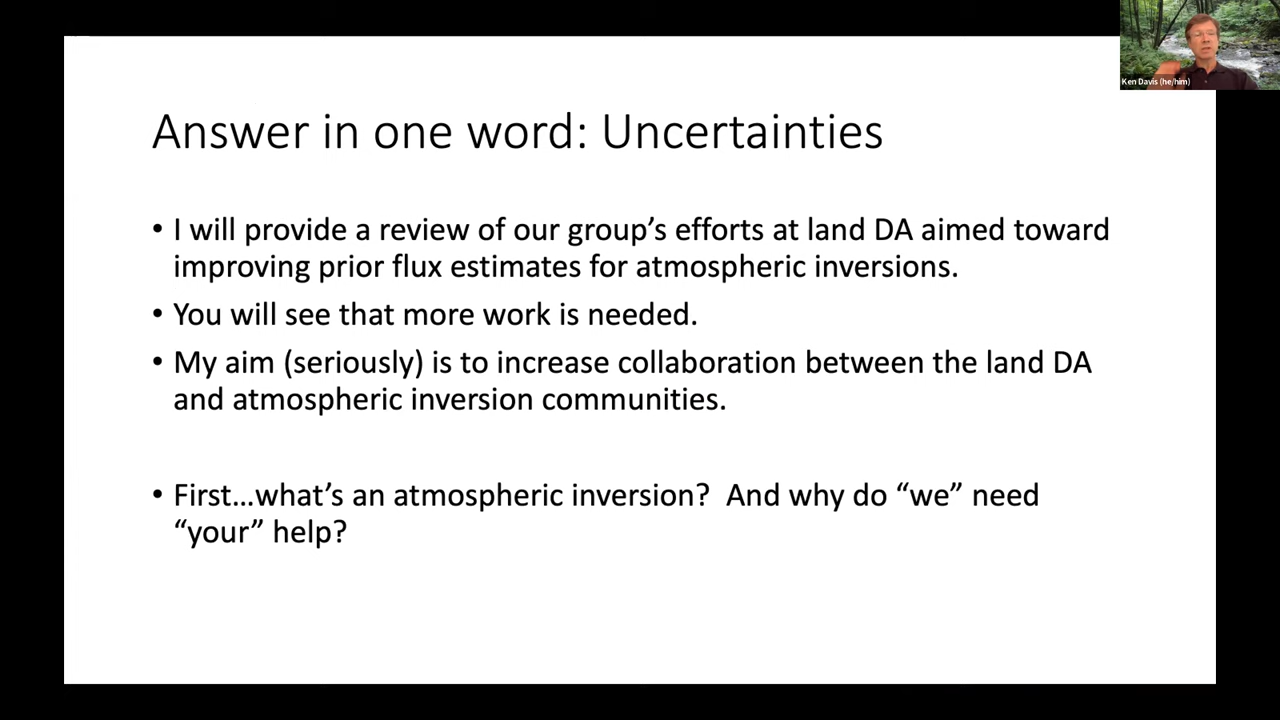 Ken Davis (he/him)
Answer in one word: Uncertainties
• I will provide a review of our group’s efforts at land DA aimed toward
improving prior flux estimates for atmospheric inversions.
• You will see that more work is needed.
• My aim (seriously) is to increase collaboration between the land DA
and atmospheric inversion communities.
• First…what’s an atmospheric inversion?  And why do “we” need
“your” help?